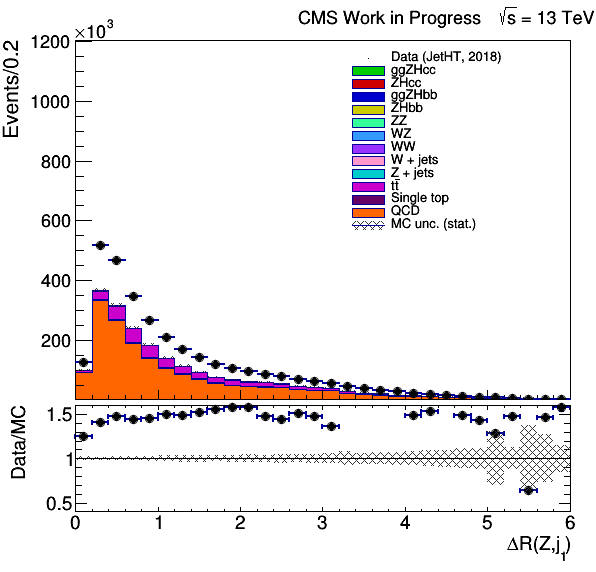 CMS Work in Progress √s = 13 TeV
×10³
Events/0.2
1200
1000
800
600
400
200
Data (JetHT, 2018)
ggZHcc
ZHcc
ggZHbb
ZHbb
ZZ
WZ
WW
W + jets
Z + jets
tt̄
Single top
QCD
MC unc. (stat.)
Data/MC
1.5
1
0.5
0 1 2 3 4 5 6
ΔR(Z,j₁)